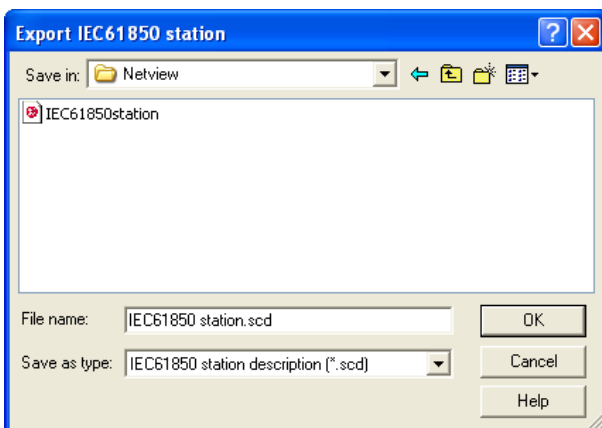 Export IEC61850 station
Save in: Netview
IEC61850station
File name: IEC61850 station.scd OK
Save as type: IEC61850 station description (*.scd) Cancel
Help